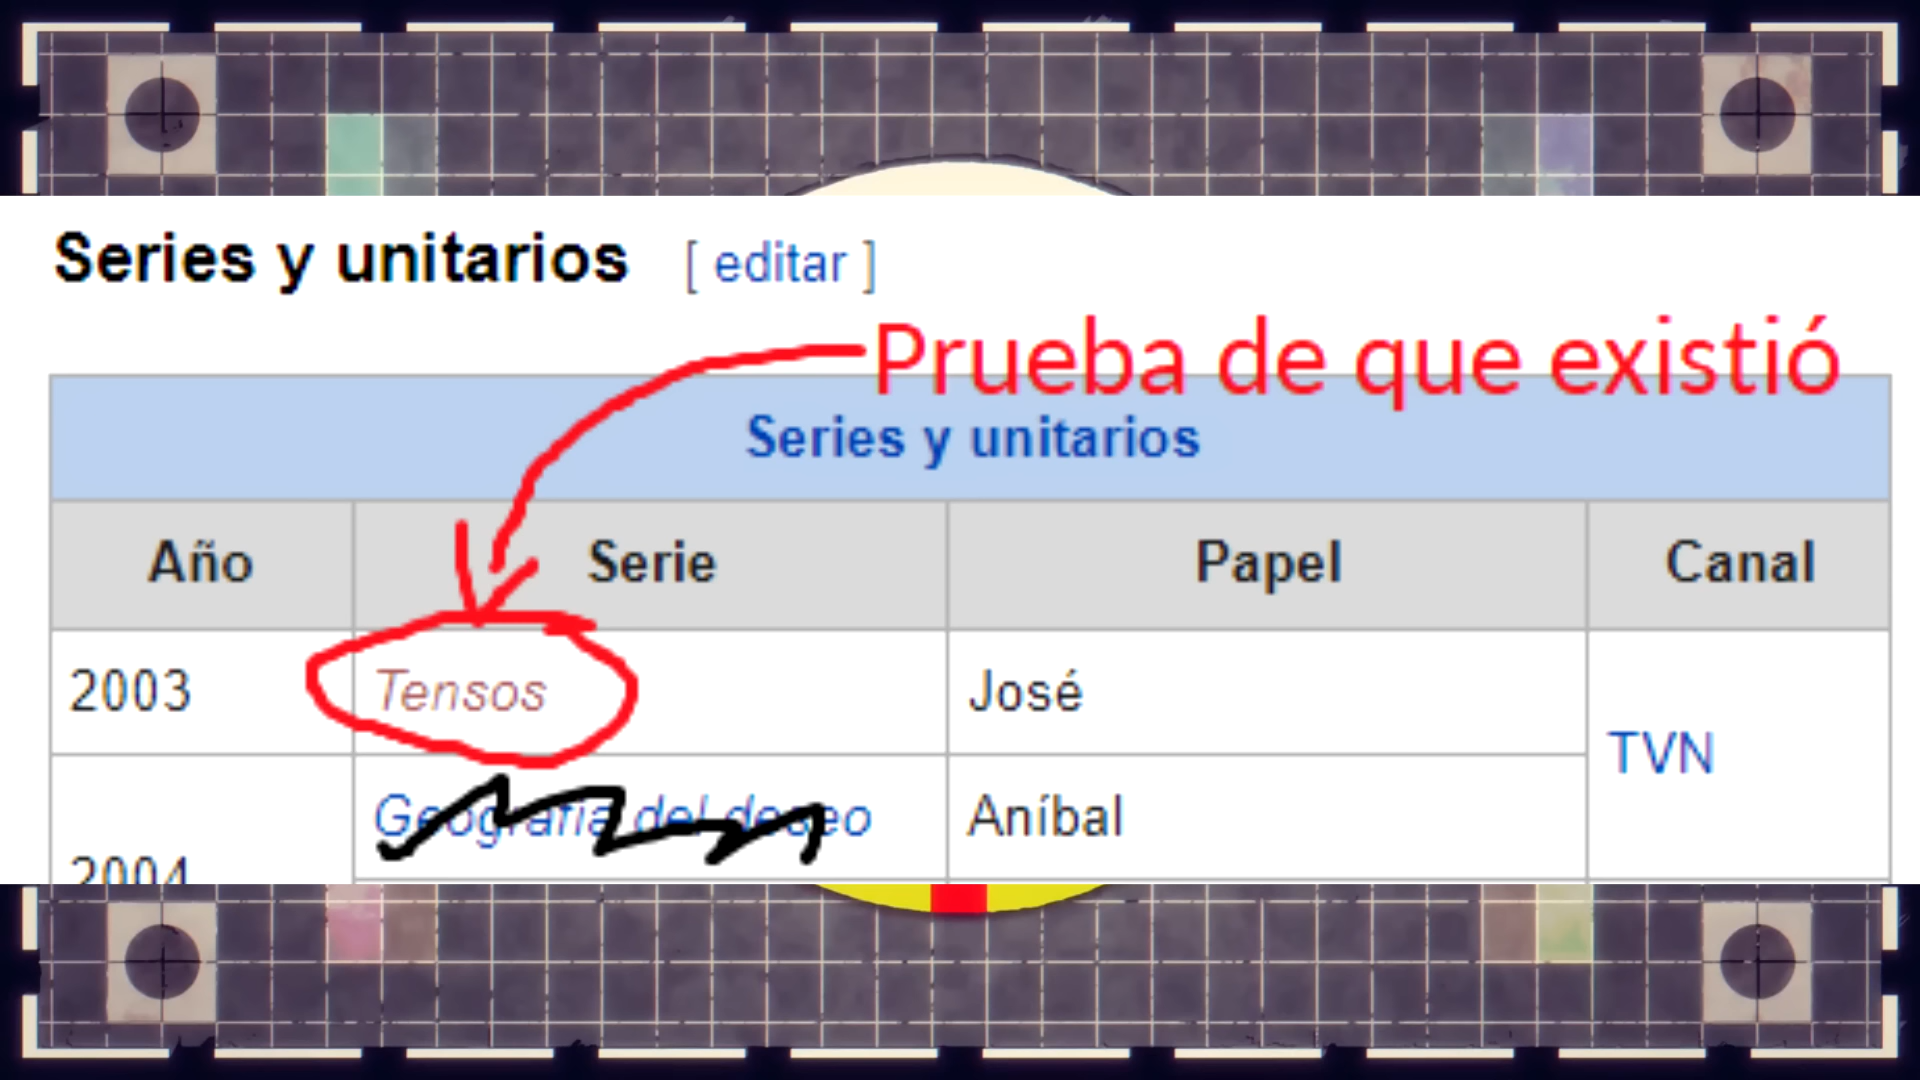 Series y unitarios [ editar ]
Prueba de que existió
Series y unitarios
Año Serie Papel Canal
2003 Tensos José
TVN
Geografía del deseo Aníbal
2004